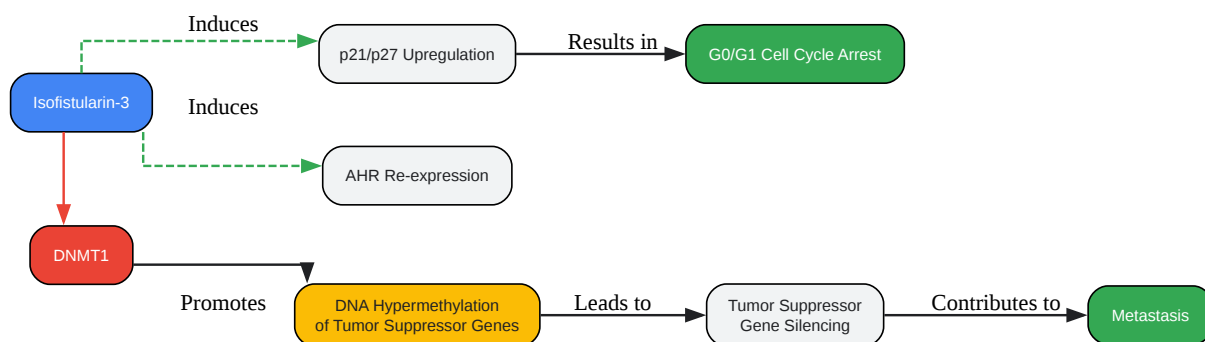 Induces
p21/p27 Upregulation
Results in
G0/G1 Cell Cycle Arrest
Isofistularin-3
Induces
AHR Re-expression
DNMT1
Promotes
DNA Hypermethylation
of Tumor Suppressor Genes
Leads to
Tumor Suppressor
Gene Silencing
Contributes to
Metastasis